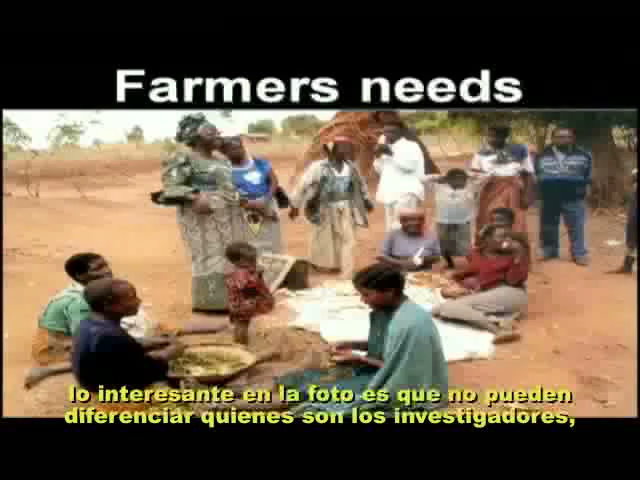 Farmers needs
lo interesante en la foto es que no pueden
diferenciar quienes son los investigadores,